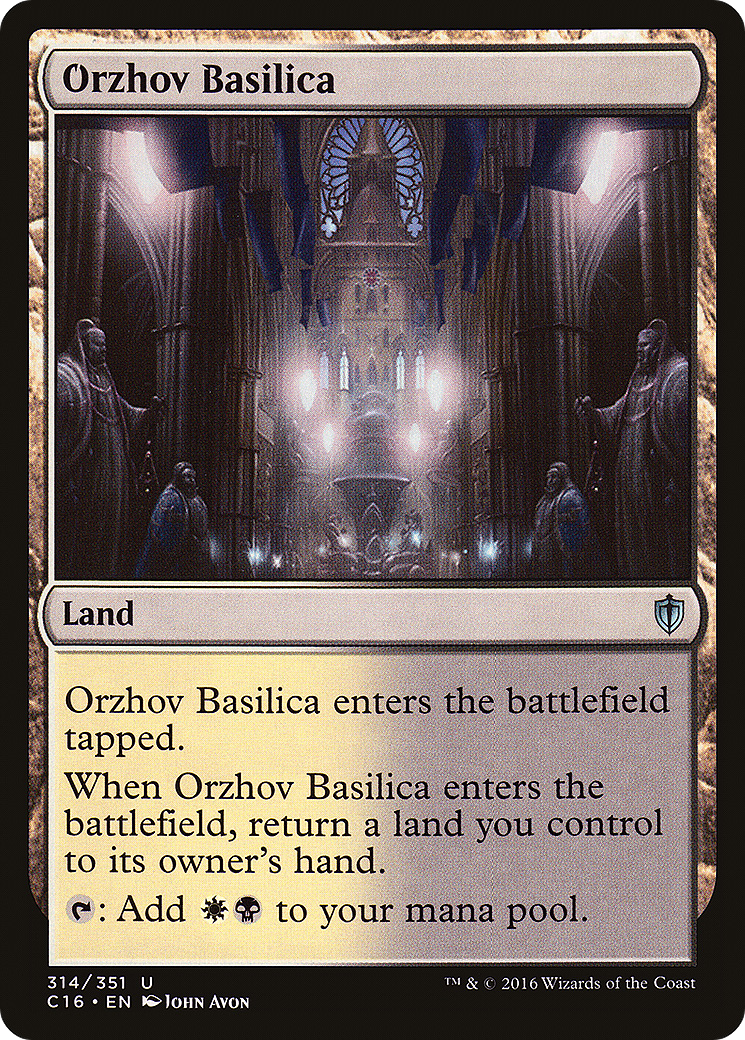 Orzhov Basilica
Land
Orzhov Basilica enters the battlefield
tapped.
When Orzhov Basilica enters the
battlefield, return a land you control
to its owner's hand.
: Add to your mana pool.
314/351 U
C16 • EN John Avon
™ & © 2016 Wizards of the Coast